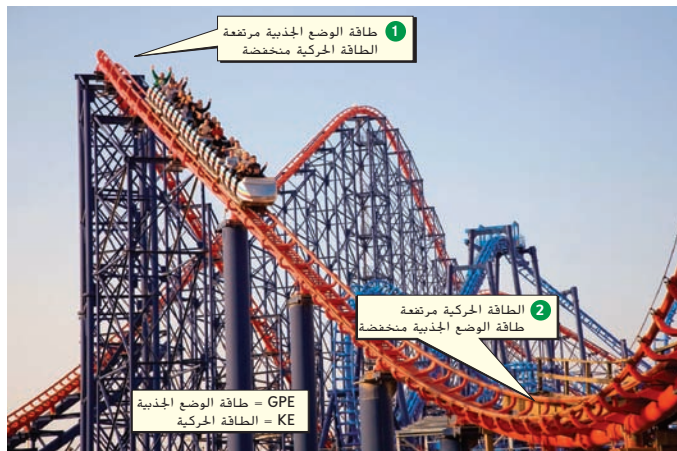 1 طاقة الوضع الجذبية مرتفعة
الطاقة الحركية منخفضة
2 الطاقة الحركية مرتفعة
طاقة الوضع الجذبية منخفضة
GPE = طاقة الوضع الجذبية
KE = الطاقة الحركية